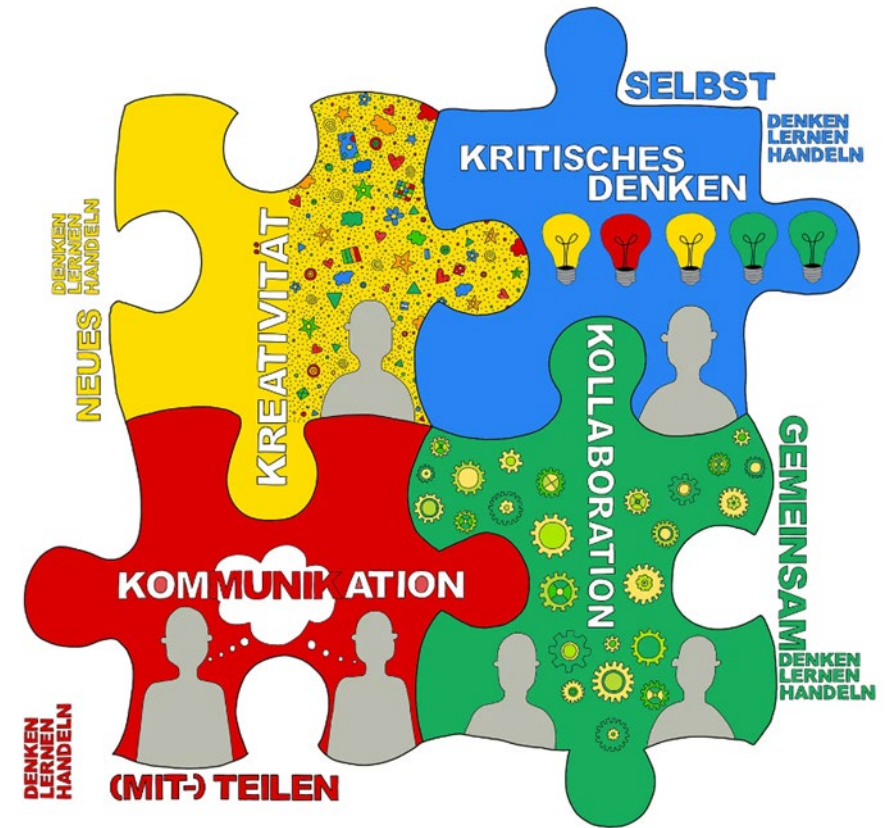 SELBST
DENKEN
LERNEN
HANDELN
KRITISCHES
DENKEN
NEUES
DENKEN
LERNEN
HANDELN
KREATIVITÄT
KOLLABORATION
GEMEINSAM
DENKEN
LERNEN
HANDELN
KOMMUNIKATION
DENKEN
LERNEN
HANDELN
(MIT-) TEILEN